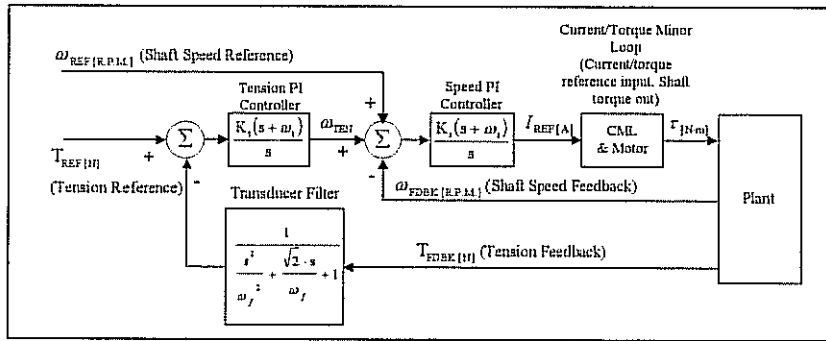 Current/Torque Minor
Loop
(Current/torque
reference input. Shaft
torque out)
ω_REF [R.P.M.] (Shaft Speed Reference)
Tension PI
Controller
Speed PI
Controller
+
T_REF [N]
(Tension Reference)
+
Σ
-
K_t(s + ω_t)
s
ω_TEN
+
Σ
-
s
I_REF[A]
CML
& Motor
τ_[N·m]
Plant
ω_FDBK [R.P.M.] (Shaft Speed Feedback)
Transducer Filter
T_FDBK [N] (Tension Feedback)
1
s²/ω_f² + √2 · s/ω_f + 1